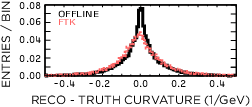 ENTRIES / BIN
0.08
0.06
0.04
0.02
0.00
OFFLINE
FTK
-0.4 -0.2 0.0 0.2 0.4
RECO - TRUTH CURVATURE (1/GeV)